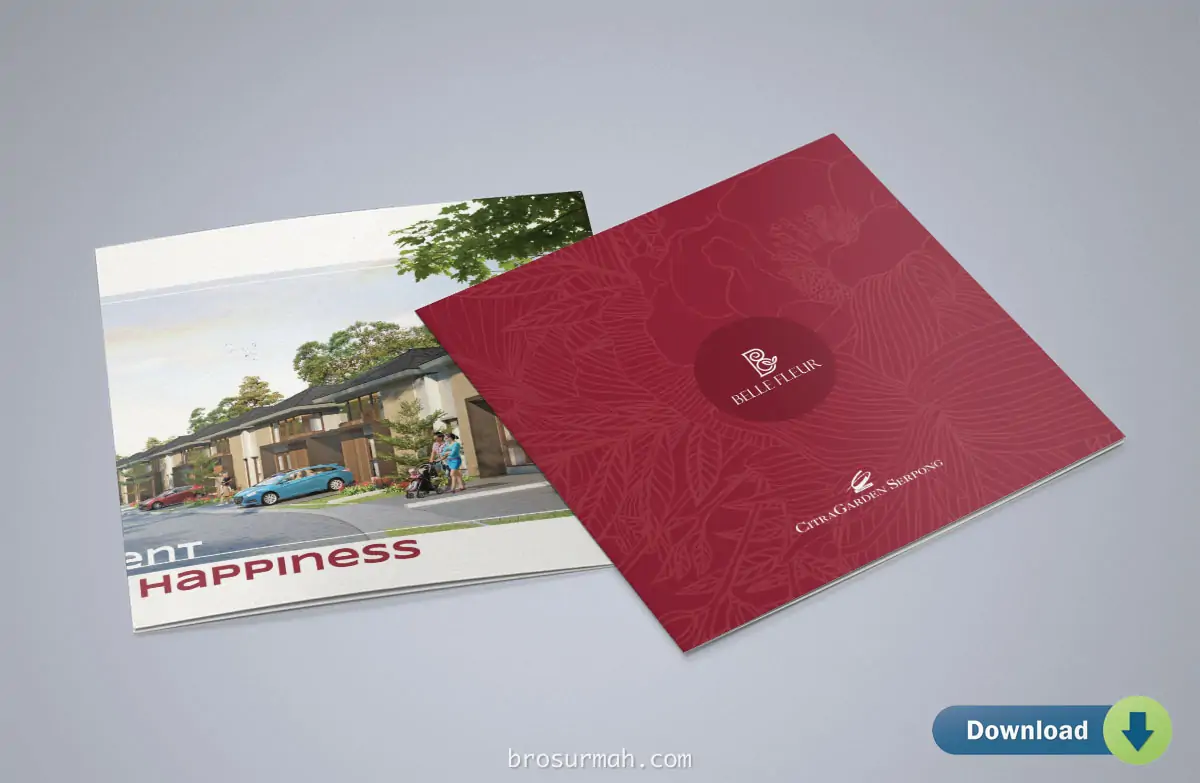 ent
Happiness
BELLE FLEUR
CitraGarden Serpong
Download
brosurmah.com